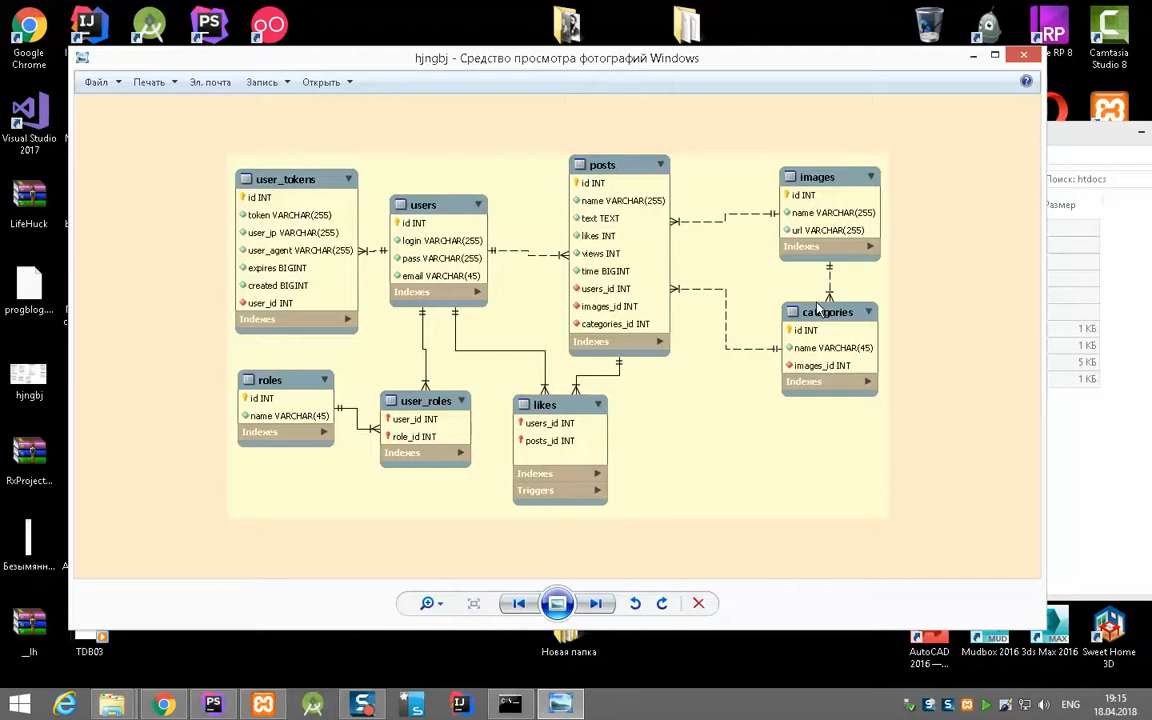 Google
Chrome
RP 8
Camtasia
Studio 8
hjngbj - Средство просмотра фотографий Windows
Файл
Печать
Эл. почта
Запись
Открыть
Visual Studio
2017
LifeHuck
progblog....
hjngbj
RxProject...
Безымянн...
__lh
TDB03
user_tokens
id INT
token VARCHAR(255)
user_ip VARCHAR(255)
user_agent VARCHAR(255)
expires BIGINT
created BIGINT
user_id INT
Indexes
users
id INT
login VARCHAR(255)
pass VARCHAR(255)
email VARCHAR(45)
Indexes
posts
id INT
name VARCHAR(255)
text TEXT
likes INT
views INT
time BIGINT
users_id INT
images_id INT
categories_id INT
Indexes
images
id INT
name VARCHAR(255)
url VARCHAR(255)
Indexes
categories
id INT
name VARCHAR(45)
images_id INT
Indexes
roles
id INT
name VARCHAR(45)
Indexes
user_roles
user_id INT
role_id INT
Indexes
likes
users_id INT
posts_id INT
Indexes
Triggers
Поиск: htdocs
Размер
1 КБ
1 КБ
5 КБ
1 КБ
Новая папка
AutoCAD
2016 —...
Mudbox 2016
3ds Max 2016
Sweet Home
3D
ENG
19:15
18.04.2018